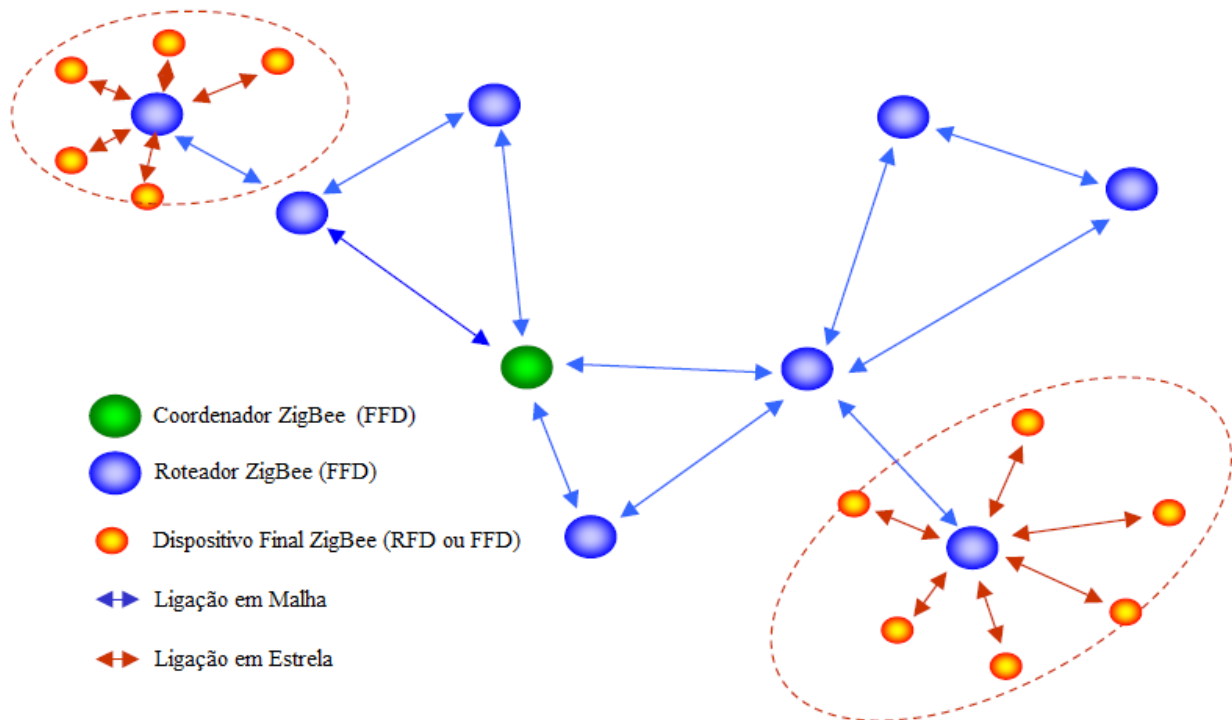 Coordenador ZigBee (FFD)
Roteador ZigBee (FFD)
Dispositivo Final ZigBee (RFD ou FFD)
Ligação em Malha
Ligação em Estrela